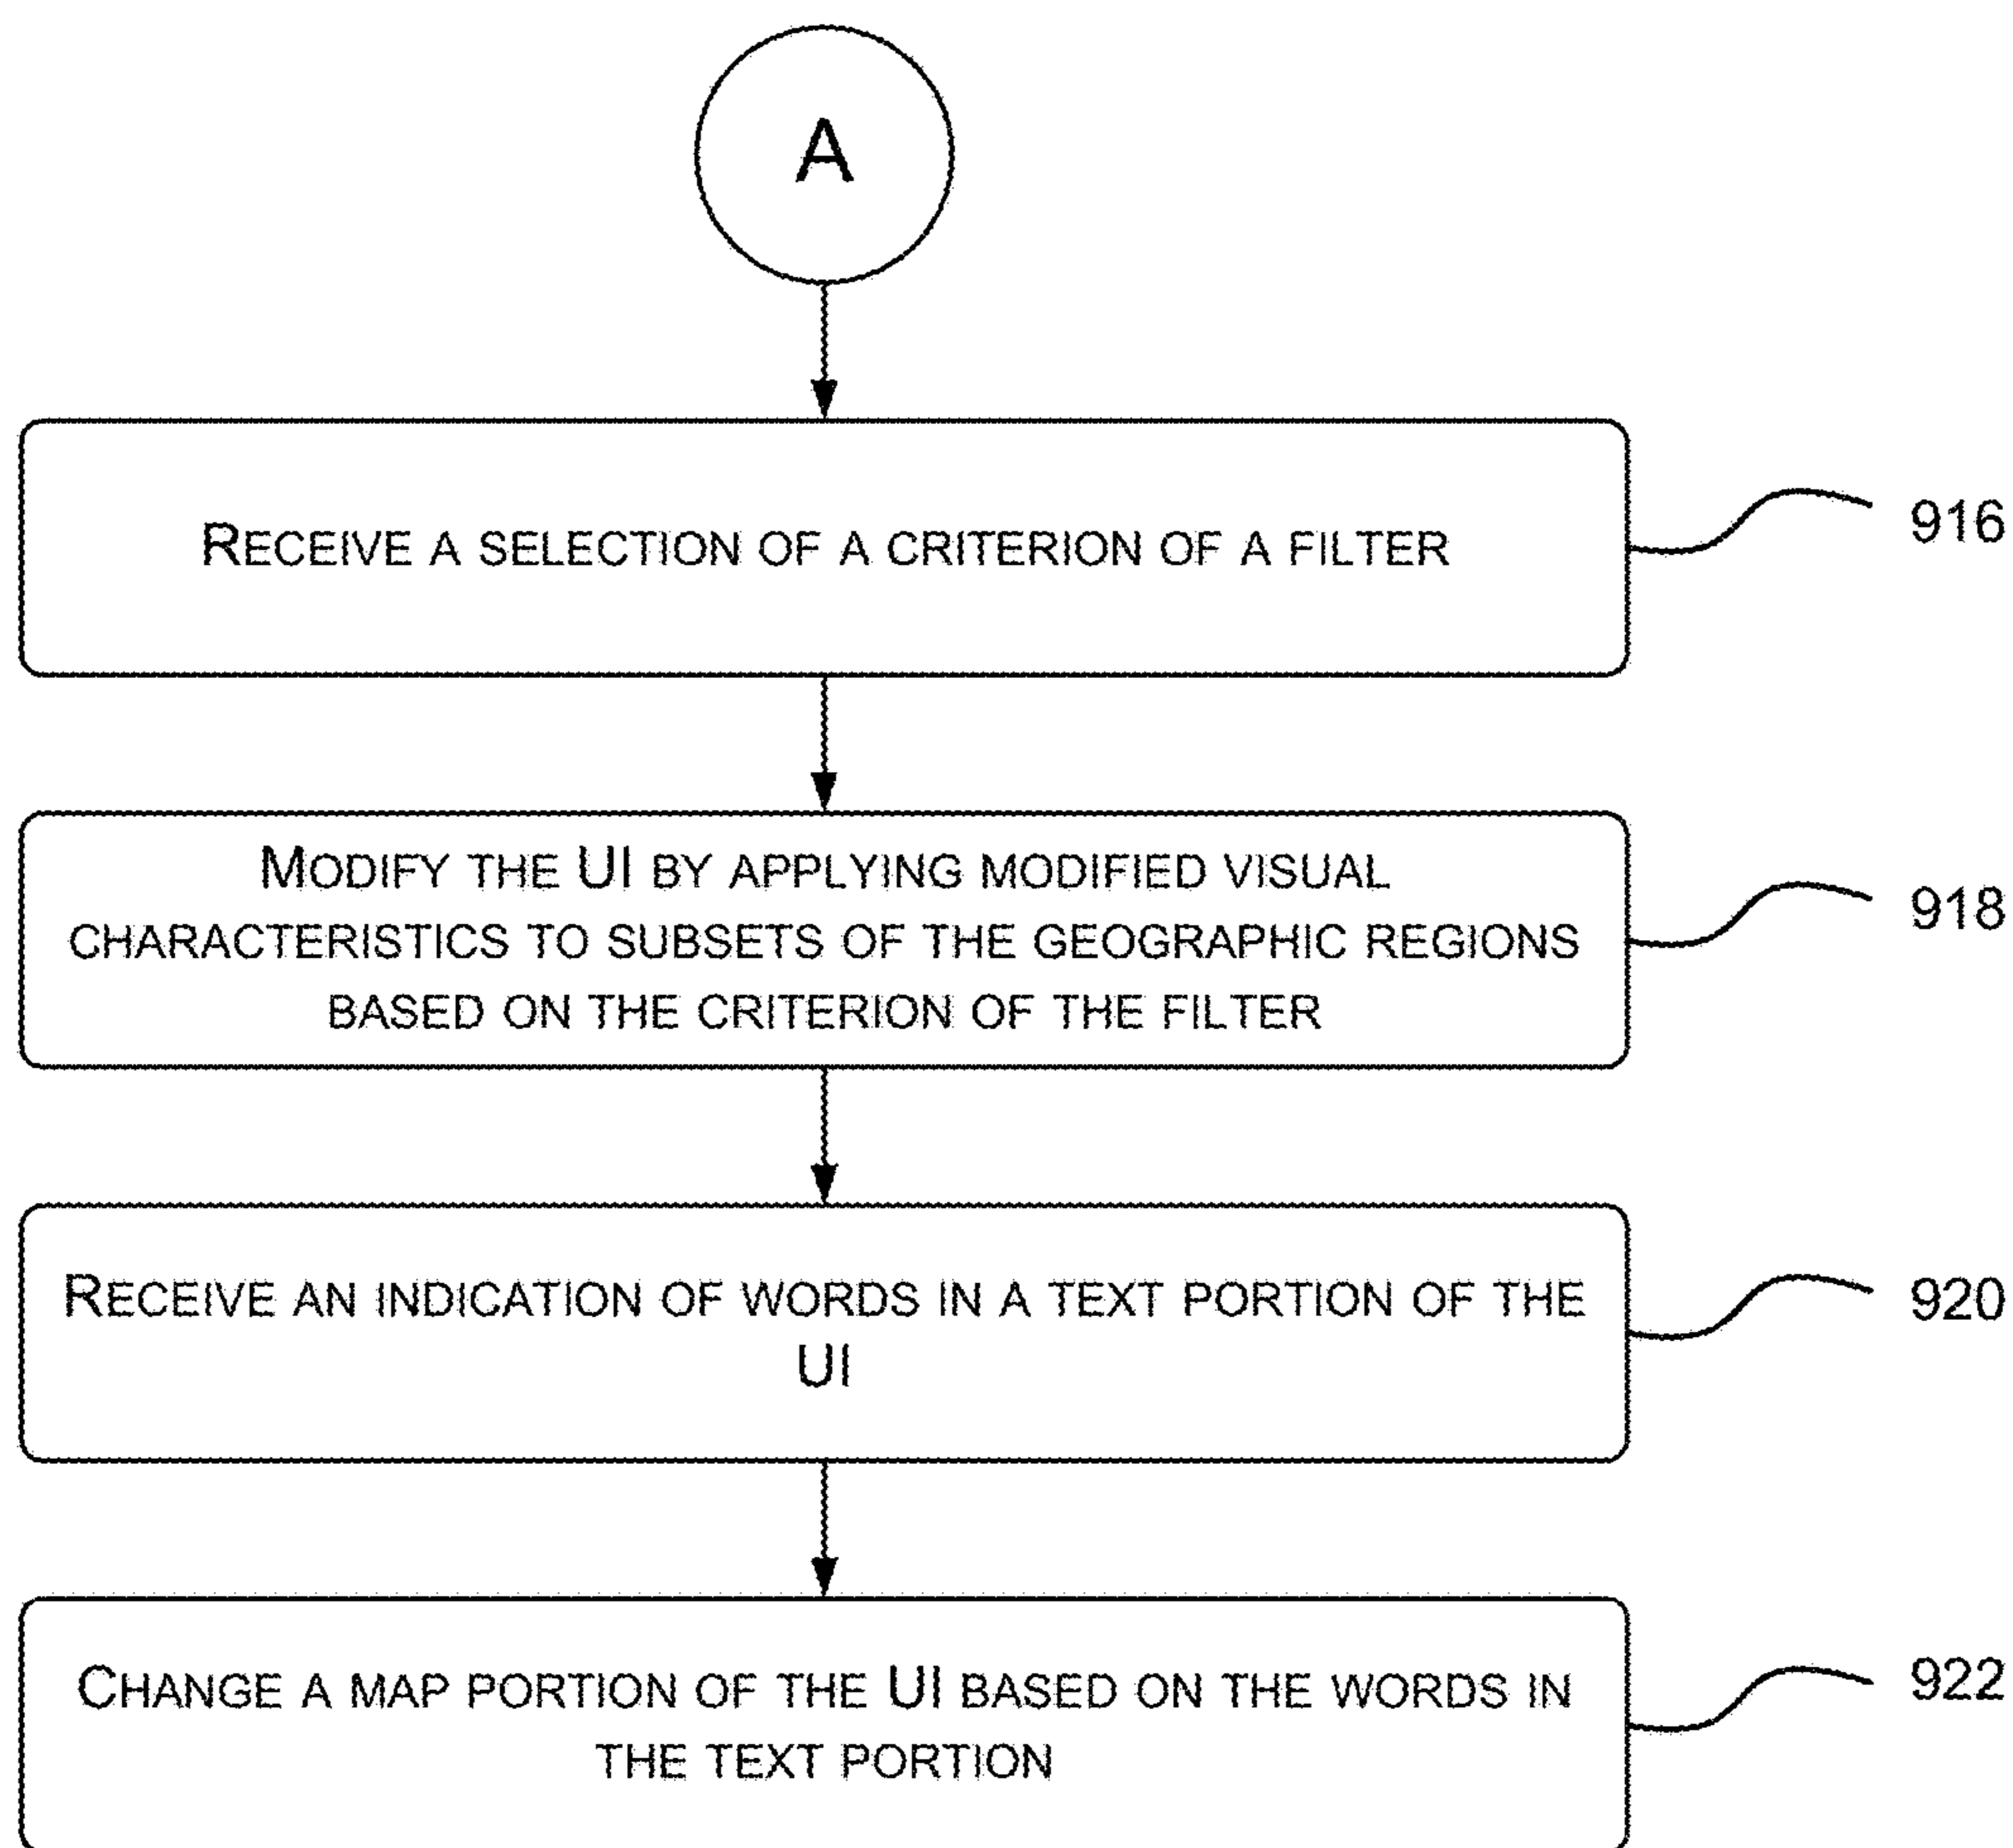 A
RECEIVE A SELECTION OF A CRITERION OF A FILTER
916
MODIFY THE UI BY APPLYING MODIFIED VISUAL
CHARACTERISTICS TO SUBSETS OF THE GEOGRAPHIC REGIONS
BASED ON THE CRITERION OF THE FILTER
918
RECEIVE AN INDICATION OF WORDS IN A TEXT PORTION OF THE
UI
920
CHANGE A MAP PORTION OF THE UI BASED ON THE WORDS IN
THE TEXT PORTION
922